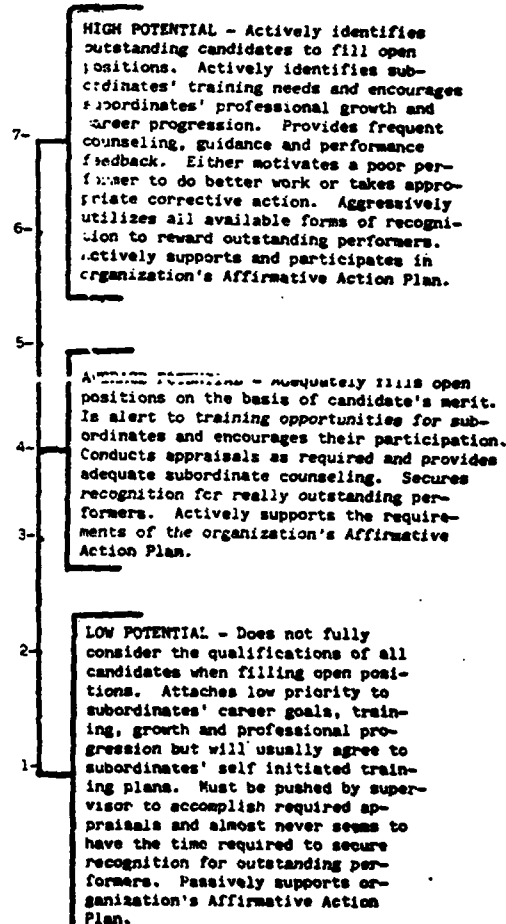 HIGH POTENTIAL - Actively identifies
outstanding candidates to fill open
positions. Actively identifies sub-
ordinates' training needs and encourages
subordinates' professional growth and
career progression. Provides frequent
7-
counseling, guidance and performance
feedback. Either motivates a poor per-
former to do better work or takes appro-
priate corrective action. Aggressively
utilizes all available forms of recogni-
6-
tion to reward outstanding performers.
Actively supports and participates in
organization's Affirmative Action Plan.
5-
AVERAGE POTENTIAL - Adequately fills open
positions on the basis of candidate's merit.
Is alert to training opportunities for sub-
ordinates and encourages their participation.
4-
Conducts appraisals as required and provides
adequate subordinate counseling. Secures
recognition for really outstanding per-
formers. Actively supports the require-
3-
ments of the organization's Affirmative
Action Plan.
LOW POTENTIAL - Does not fully
2-
consider the qualifications of all
candidates when filling open posi-
tions. Attaches low priority to
subordinates' career goals, train-
ing, growth and professional pro-
gression but will usually agree to
1-
subordinates' self initiated train-
ing plans. Must be pushed by super-
visor to accomplish required ap-
praisals and almost never seems to
have the time required to secure
recognition for outstanding per-
formers. Passively supports or-
ganization's Affirmative Action
Plan.